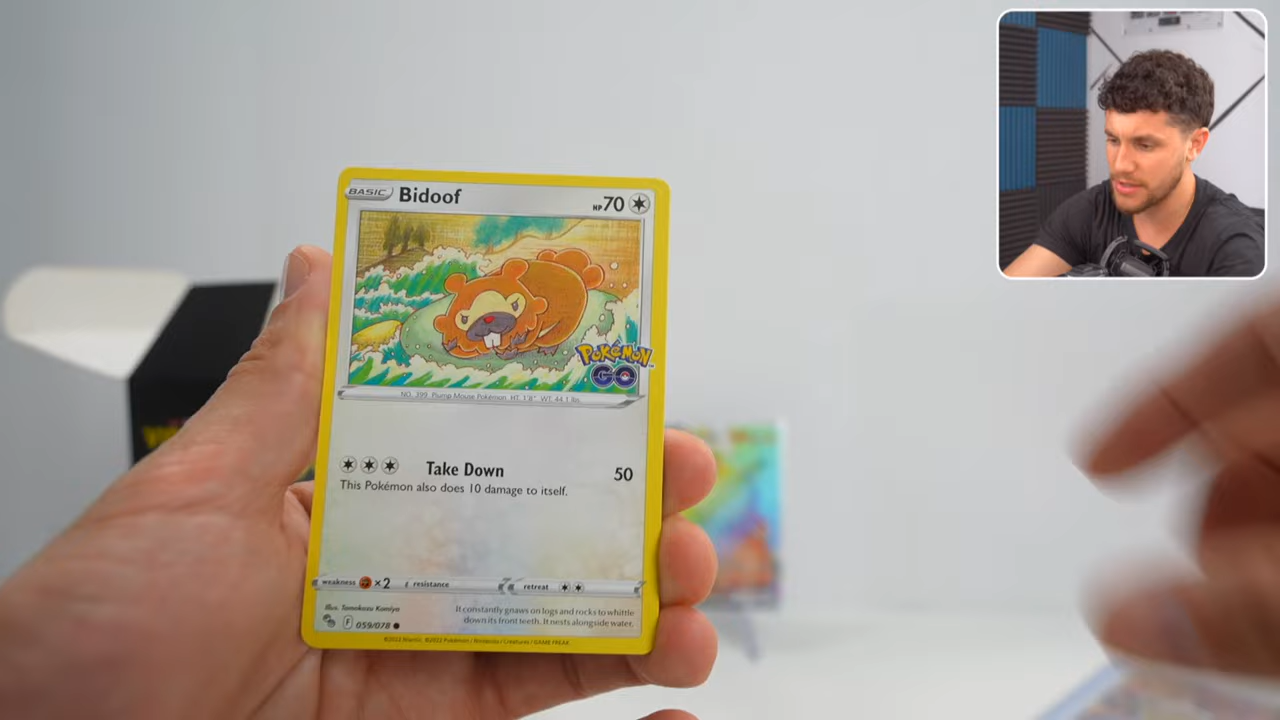 BASIC Bidoof HP 70
Pokémon
GO
NO. 399 Plump Mouse Pokémon HT: 1'8" WT: 44.1 lbs.
Take Down 50
This Pokémon also does 10 damage to itself.
weakness ×2 resistance retreat
Illus. Tomokazu Komiya
It constantly gnaws on logs and rocks to whittle
down its front teeth. It nests alongside water.
F 059/078
©2022 Pokémon / Nintendo / Creatures / GAME FREAK